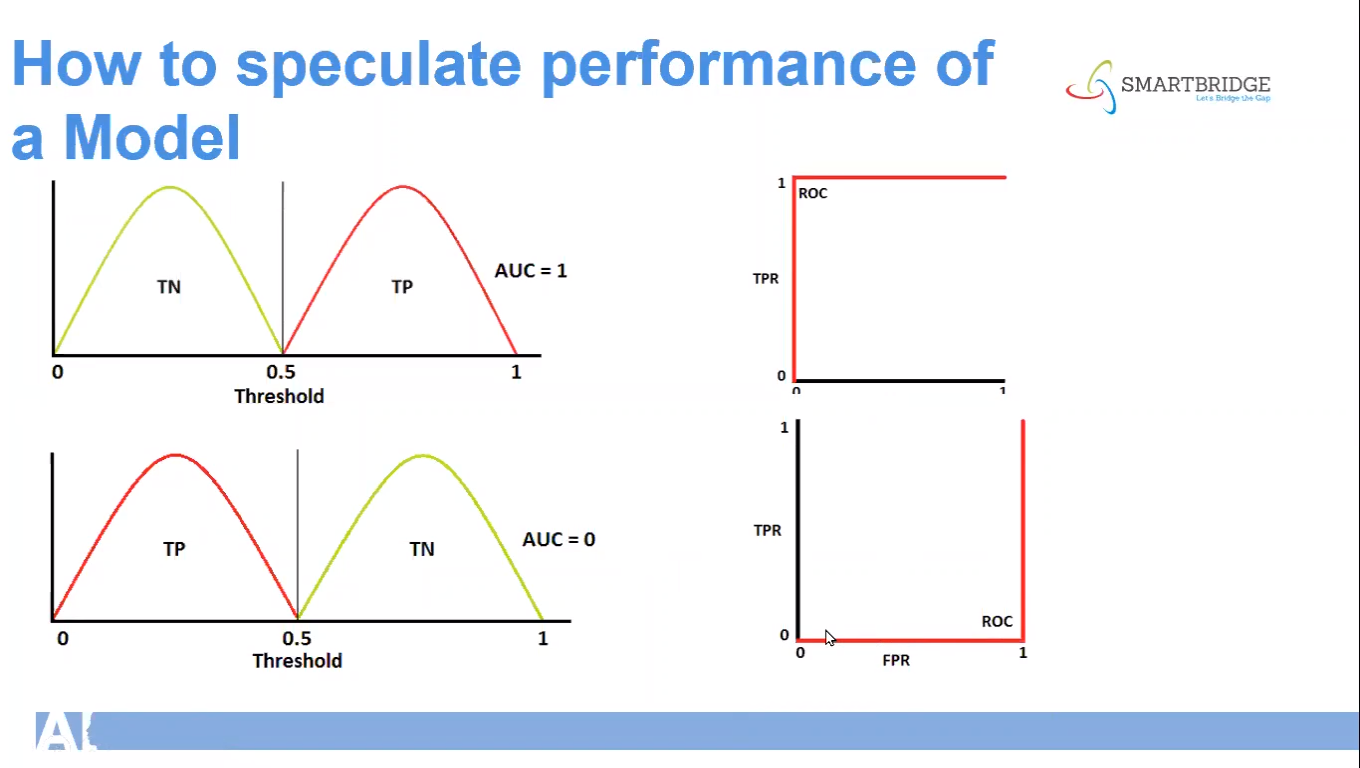 How to speculate performance of
a Model
SMARTBRIDGE
Let's Bridge the Gap
TN
TP
AUC = 1
0
0.5
1
Threshold
1
ROC
TPR
0
0
1
TP
TN
AUC = 0
0
0.5
1
Threshold
1
TPR
ROC
0
0
1
FPR
AI